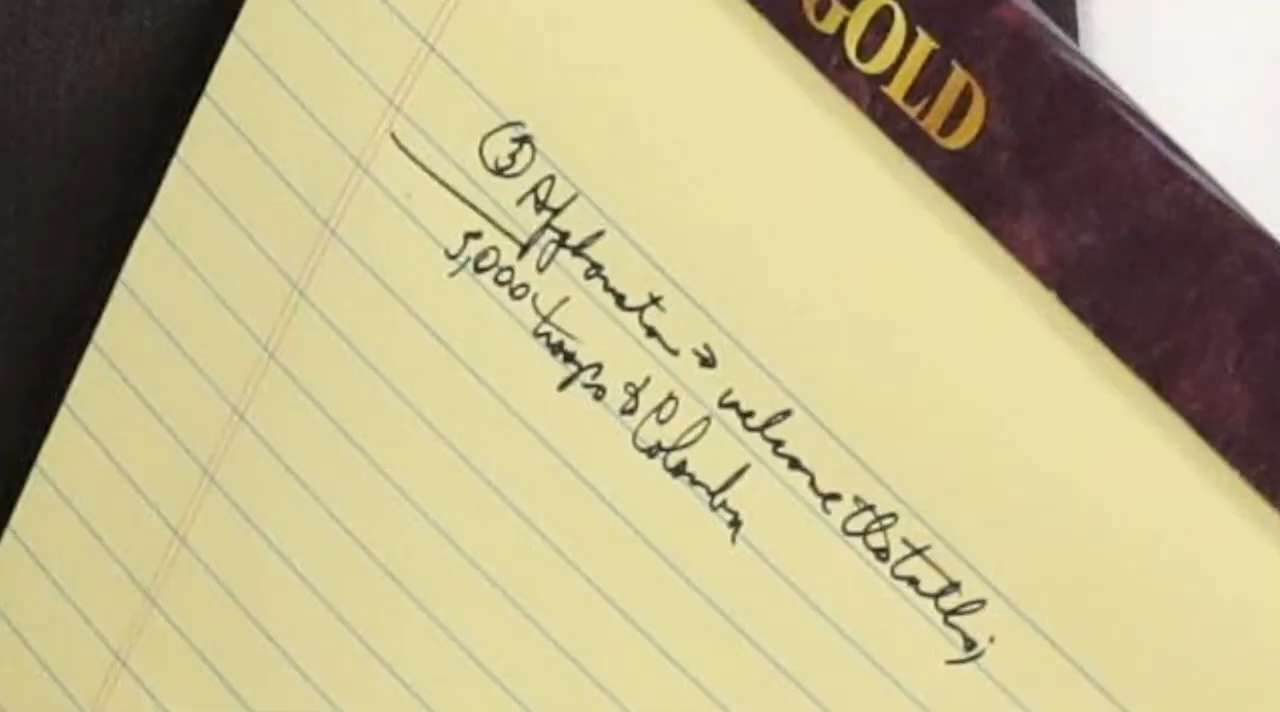 GOLD
③ Afghanistan → welcome the talks;
5,000 troops to Colombia